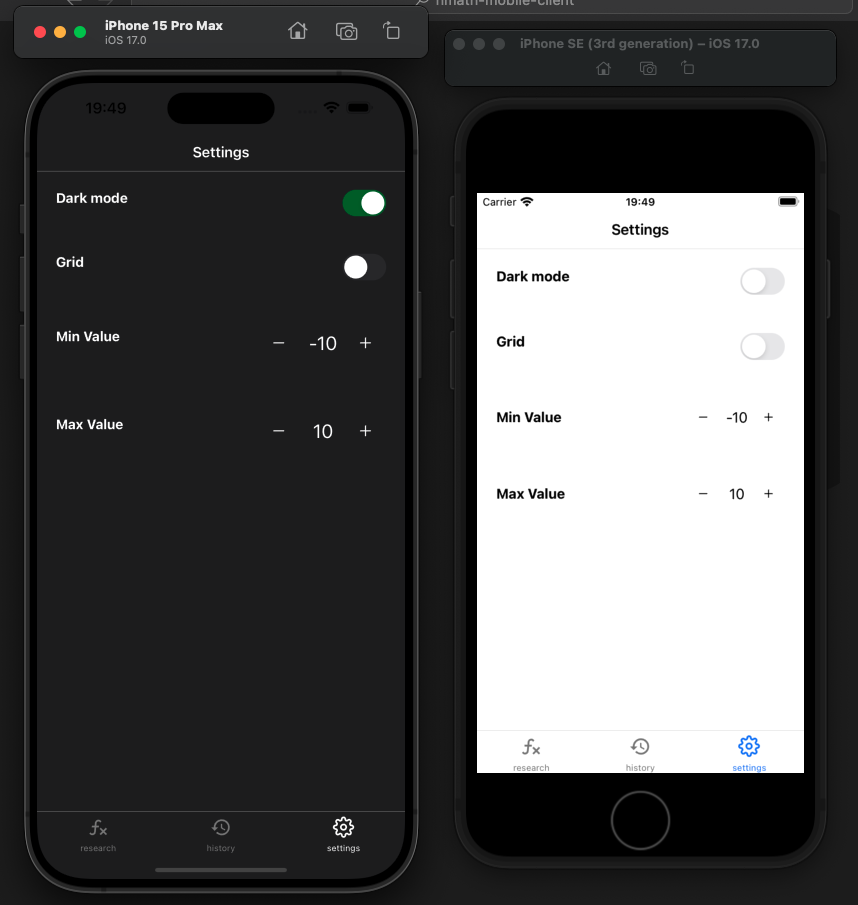 nmath-mobile-client
iPhone 15 Pro Max
iOS 17.0
19:49
Settings
Dark mode
Grid
Min Value
− -10 +
Max Value
− 10 +
research
history
settings
iPhone SE (3rd generation) – iOS 17.0
Carrier
19:49
Settings
Dark mode
Grid
Min Value
− -10 +
Max Value
− 10 +
research
history
settings